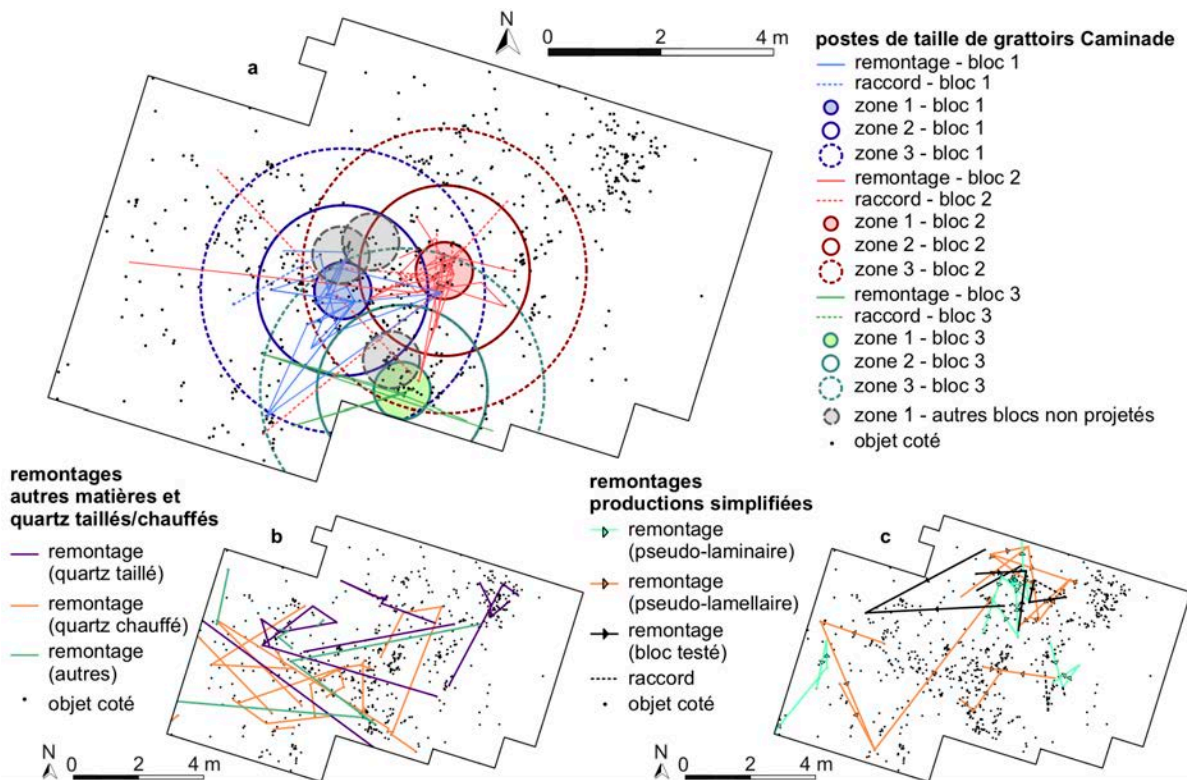 N
a
0
2
4 m
postes de taille de grattoirs Caminade
remontage - bloc 1
raccord - bloc 1
zone 1 - bloc 1
zone 2 - bloc 1
zone 3 - bloc 1
remontage - bloc 2
raccord - bloc 2
zone 1 - bloc 2
zone 2 - bloc 2
zone 3 - bloc 2
remontage - bloc 3
raccord - bloc 3
zone 1 - bloc 3
zone 2 - bloc 3
zone 3 - bloc 3
zone 1 - autres blocs non projetés
objet coté
remontages
autres matières et
quartz taillés/chauffés
remontage
(quartz taillé)
remontage
(quartz chauffé)
remontage
(autres)
objet coté
b
N
0 2 4 m
remontages
productions simplifiées
remontage
(pseudo-laminaire)
remontage
(pseudo-lamellaire)
remontage
(bloc testé)
raccord
objet coté
c
N
0 2 4 m